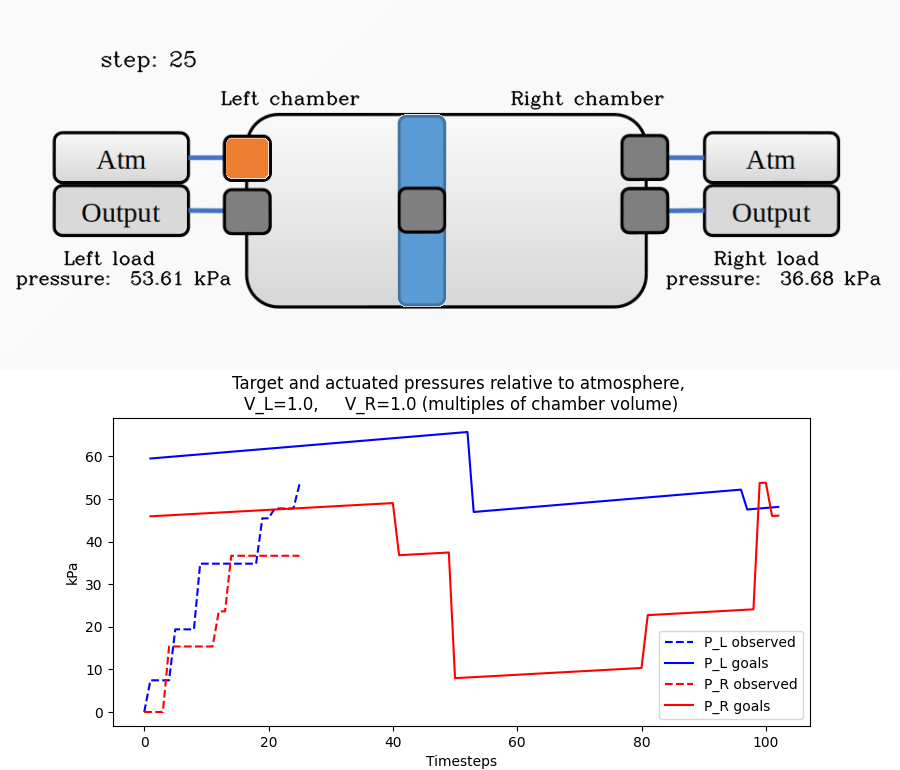 step: 25
Left chamber
Right chamber
Atm
Atm
Output
Output
Left load
pressure: 53.61 kPa
Right load
pressure: 36.68 kPa
Target and actuated pressures relative to atmosphere,
V_L=1.0, V_R=1.0 (multiples of chamber volume)
60
50
40
30
20
10
0
kPa
P_L observed
P_L goals
P_R observed
P_R goals
0 20 40 60 80 100
Timesteps